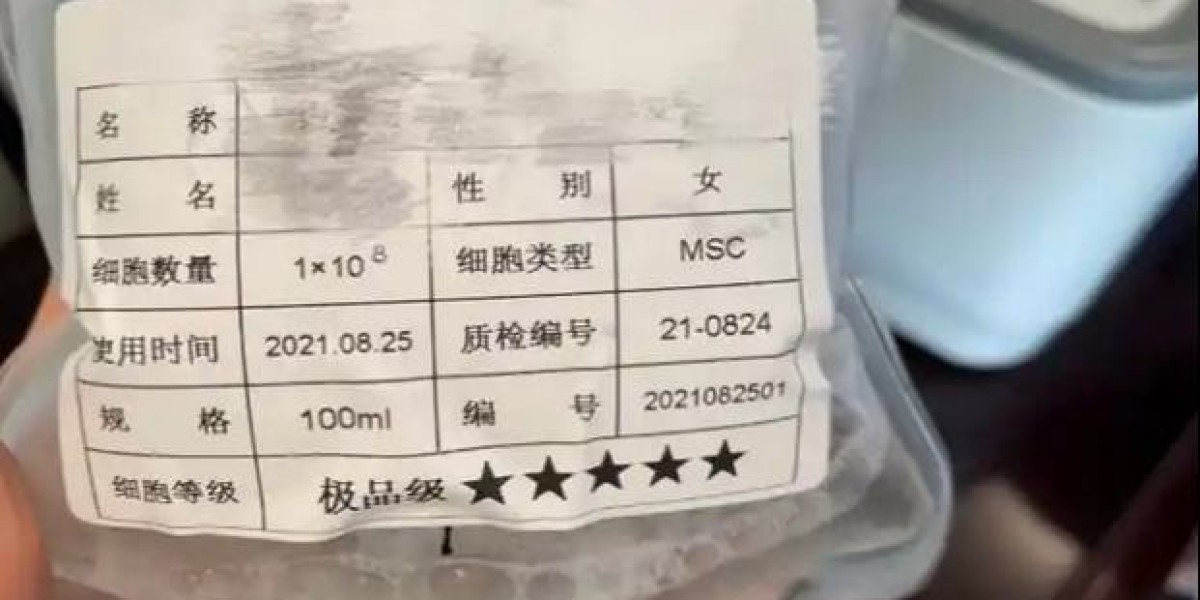 名 称
姓 名 性 别 女
细胞数量 1×10⁸ 细胞类型 MSC
使用时间 2021.08.25 质检编号 21-0824
规 格 100ml 编 号 2021082501
细胞等级 极品级 ★★★★★